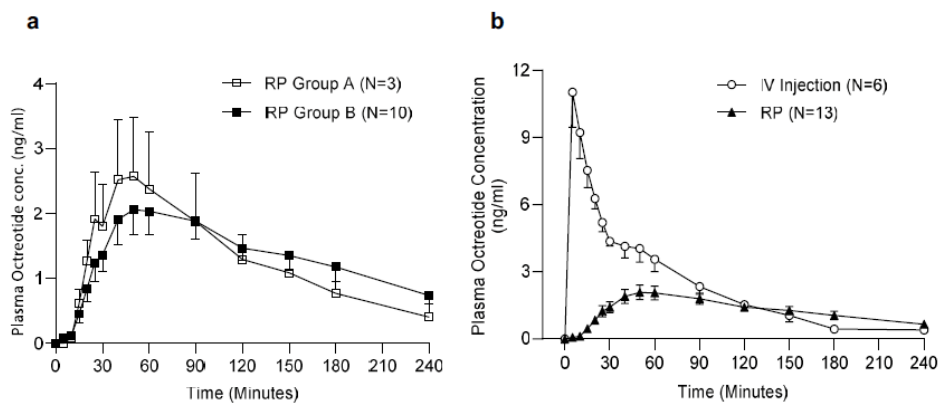 a
RP Group A (N=3)
RP Group B (N=10)
Plasma Octreotide conc. (ng/ml)
4
3
2
1
0
0 30 60 90 120 150 180 210 240
Time (Minutes)
b
IV Injection (N=6)
RP (N=13)
Plasma Octreotide Concentration
(ng/ml)
12
9
6
3
0
0 30 60 90 120 150 180 210 240
Time (Minutes)